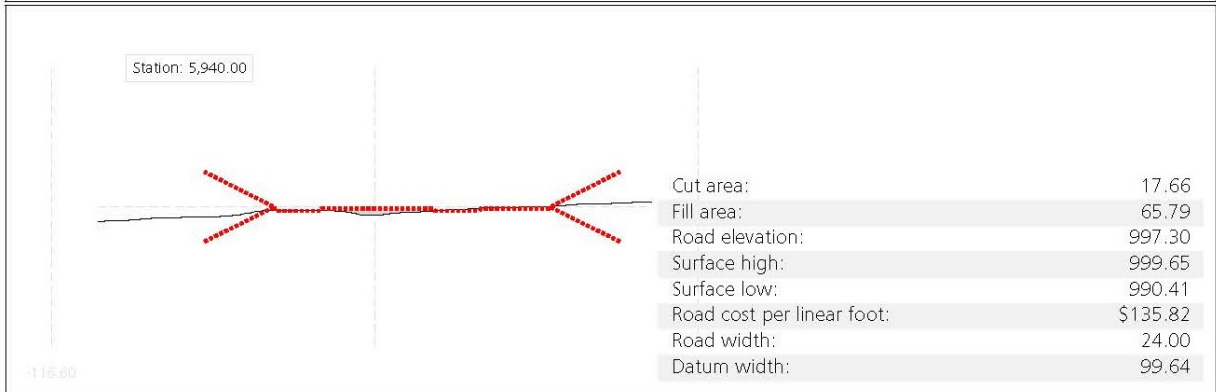 Station: 5,940.00
Cut area: 17.66
Fill area: 65.79
Road elevation: 997.30
Surface high: 999.65
Surface low: 990.41
Road cost per linear foot: $135.82
Road width: 24.00
Datum width: 99.64
-116.60